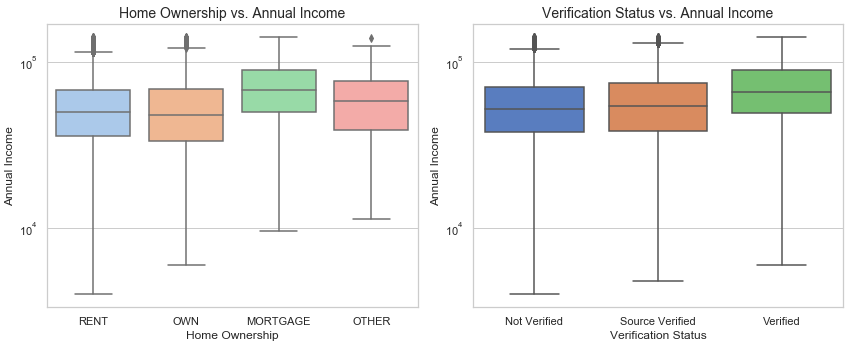 Home Ownership vs. Annual Income
Annual Income
10^5
10^4
RENT OWN MORTGAGE OTHER
Home Ownership
Verification Status vs. Annual Income
Annual Income
10^5
10^4
Not Verified Source Verified Verified
Verification Status